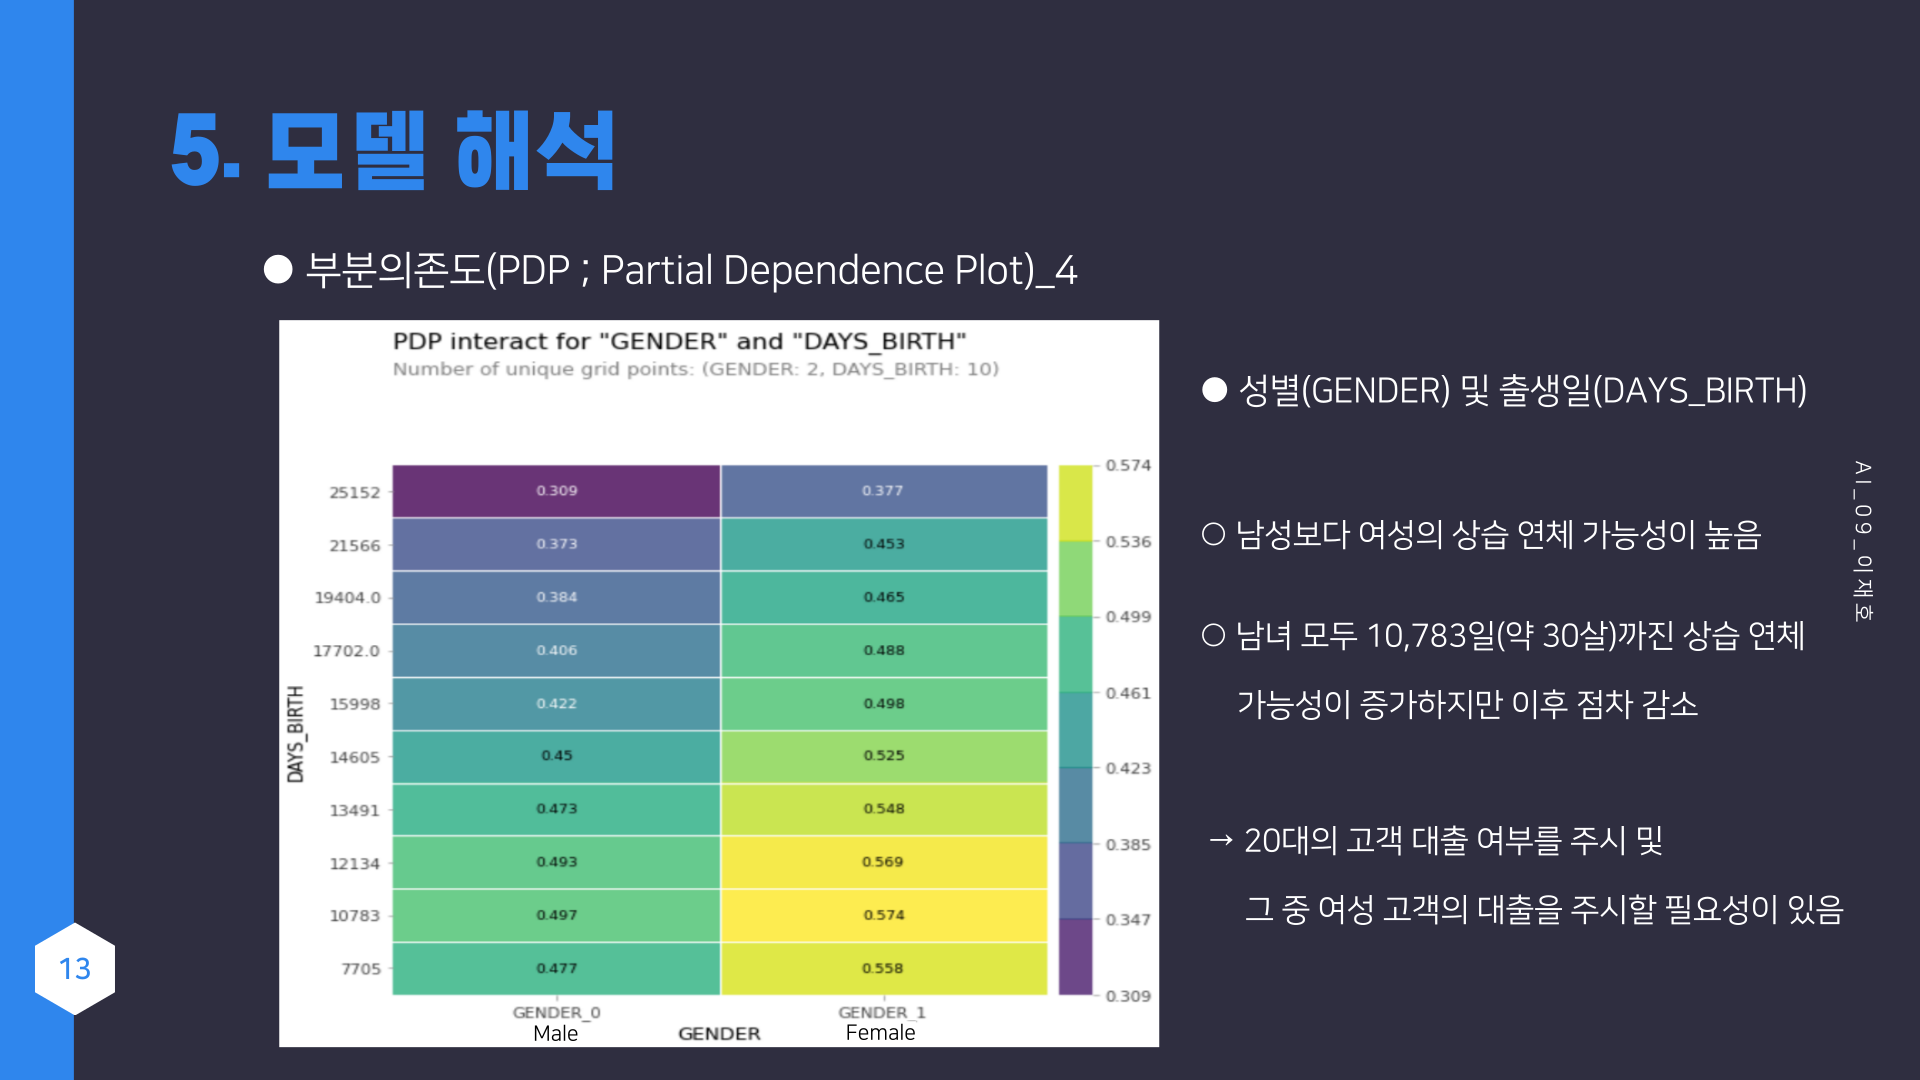 5. 모델 해석
● 부분의존도(PDP ; Partial Dependence Plot)_4
PDP interact for "GENDER" and "DAYS_BIRTH"
Number of unique grid points: (GENDER: 2, DAYS_BIRTH: 10)
DAYS_BIRTH
25152 0.309 0.377
21566 0.373 0.453
19404.0 0.384 0.465
17702.0 0.406 0.488
15998 0.422 0.498
14605 0.45 0.525
13491 0.473 0.548
12134 0.493 0.569
10783 0.497 0.574
7705 0.477 0.558
GENDER_0 GENDER_1
Male GENDER Female
0.574
0.536
0.499
0.461
0.423
0.385
0.347
0.309
● 성별(GENDER) 및 출생일(DAYS_BIRTH)
○ 남성보다 여성의 상습 연체 가능성이 높음
○ 남녀 모두 10,783일(약 30살)까진 상습 연체
가능성이 증가하지만 이후 점차 감소
→ 20대의 고객 대출 여부를 주시 및
그 중 여성 고객의 대출을 주시할 필요성이 있음
AI_09_이재호
13